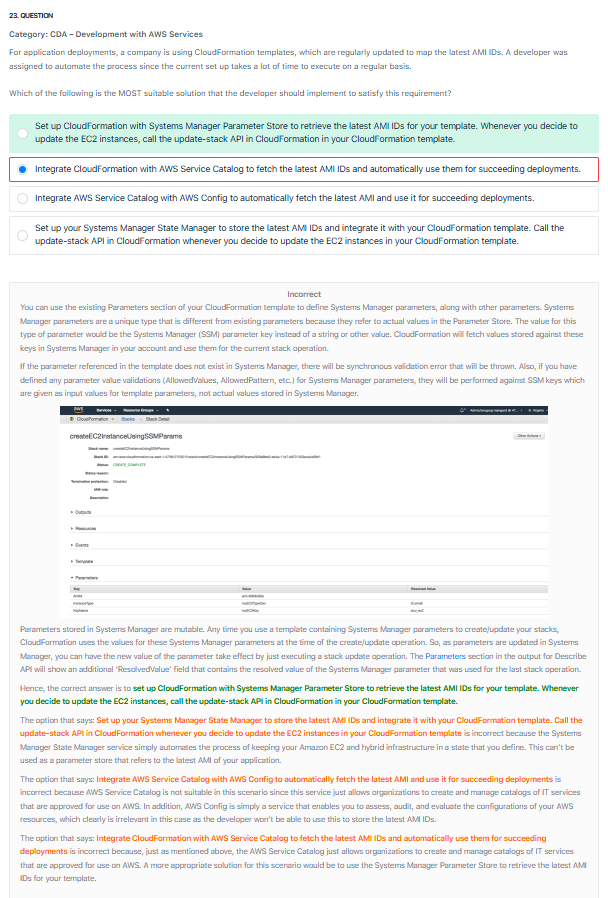 23. QUESTION
Category: CDA – Development with AWS Services
For application deployments, a company is using CloudFormation templates, which are regularly updated to map the latest AMI IDs. A developer was
assigned to automate the process since the current set up takes a lot of time to execute on a regular basis.
Which of the following is the MOST suitable solution that the developer should implement to satisfy this requirement?
Set up CloudFormation with Systems Manager Parameter Store to retrieve the latest AMI IDs for your template. Whenever you decide to
update the EC2 instances, call the update-stack API in CloudFormation in your CloudFormation template.
Integrate CloudFormation with AWS Service Catalog to fetch the latest AMI IDs and automatically use them for succeeding deployments.
Integrate AWS Service Catalog with AWS Config to automatically fetch the latest AMI and use it for succeeding deployments.
Set up your Systems Manager State Manager to store the latest AMI IDs and integrate it with your CloudFormation template. Call the
update-stack API in CloudFormation whenever you decide to update the EC2 instances in your CloudFormation template.
Incorrect
You can use the existing Parameters section of your CloudFormation template to define Systems Manager parameters, along with other parameters. Systems
Manager parameters are a unique type that is different from existing parameters because they refer to actual values in the Parameter Store. The value for this
type of parameter would be the Systems Manager (SSM) parameter key instead of a string or other value. CloudFormation will fetch values stored against these
keys in Systems Manager in your account and use them for the current stack operation.
If the parameter referenced in the template does not exist in Systems Manager, there will be synchronous validation error that will be thrown. Also, if you have
defined any parameter value validations (AllowedValues, AllowedPattern, etc.) for Systems Manager parameters, they will be performed against SSM keys which
are given as input values for template parameters, not actual values stored in Systems Manager.
aws Services Resource Groups
CloudFormation Stacks Stack Detail
createEC2InstanceUsingSSMParams
Other Actions
Stack name: createEC2InstanceUsingSSMParams
Stack ID:
Status: CREATE_COMPLETE
Status reason:
Termination protection: Disabled
IAM role:
Description:
Outputs
Resources
Events
Template
Parameters
Key Value Resolved Value
AmiId
InstanceType myEC2TypeDev t2.small
KeyName myEC2Key
Parameters stored in Systems Manager are mutable. Any time you use a template containing Systems Manager parameters to create/update your stacks,
CloudFormation uses the values for these Systems Manager parameters at the time of the create/update operation. So, as parameters are updated in Systems
Manager, you can have the new value of the parameter take effect by just executing a stack update operation. The Parameters section in the output for Describe
API will show an additional 'ResolvedValue' field that contains the resolved value of the Systems Manager parameter that was used for the last stack operation.
Hence, the correct answer is to set up CloudFormation with Systems Manager Parameter Store to retrieve the latest AMI IDs for your template. Whenever
you decide to update the EC2 instances, call the update-stack API in CloudFormation in your CloudFormation template.
The option that says: Set up your Systems Manager State Manager to store the latest AMI IDs and integrate it with your CloudFormation template. Call the
update-stack API in CloudFormation whenever you decide to update the EC2 instances in your CloudFormation template is incorrect because the Systems
Manager State Manager service simply automates the process of keeping your Amazon EC2 and hybrid infrastructure in a state that you define. This can't be
used as a parameter store that refers to the latest AMI of your application.
The option that says: Integrate AWS Service Catalog with AWS Config to automatically fetch the latest AMI and use it for succeeding deployments is
incorrect because AWS Service Catalog is not suitable in this scenario since this service just allows organizations to create and manage catalogs of IT services
that are approved for use on AWS. In addition, AWS Config is simply a service that enables you to assess, audit, and evaluate the configurations of your AWS
resources, which clearly is irrelevant in this case as the developer won't be able to use this to store the latest AMI IDs.
The option that says: Integrate CloudFormation with AWS Service Catalog to fetch the latest AMI IDs and automatically use them for succeeding
deployments is incorrect because, just as mentioned above, the AWS Service Catalog just allows organizations to create and manage catalogs of IT services
that are approved for use on AWS. A more appropriate solution for this scenario would be to use the Systems Manager Parameter Store to retrieve the latest AMI
IDs for your template.